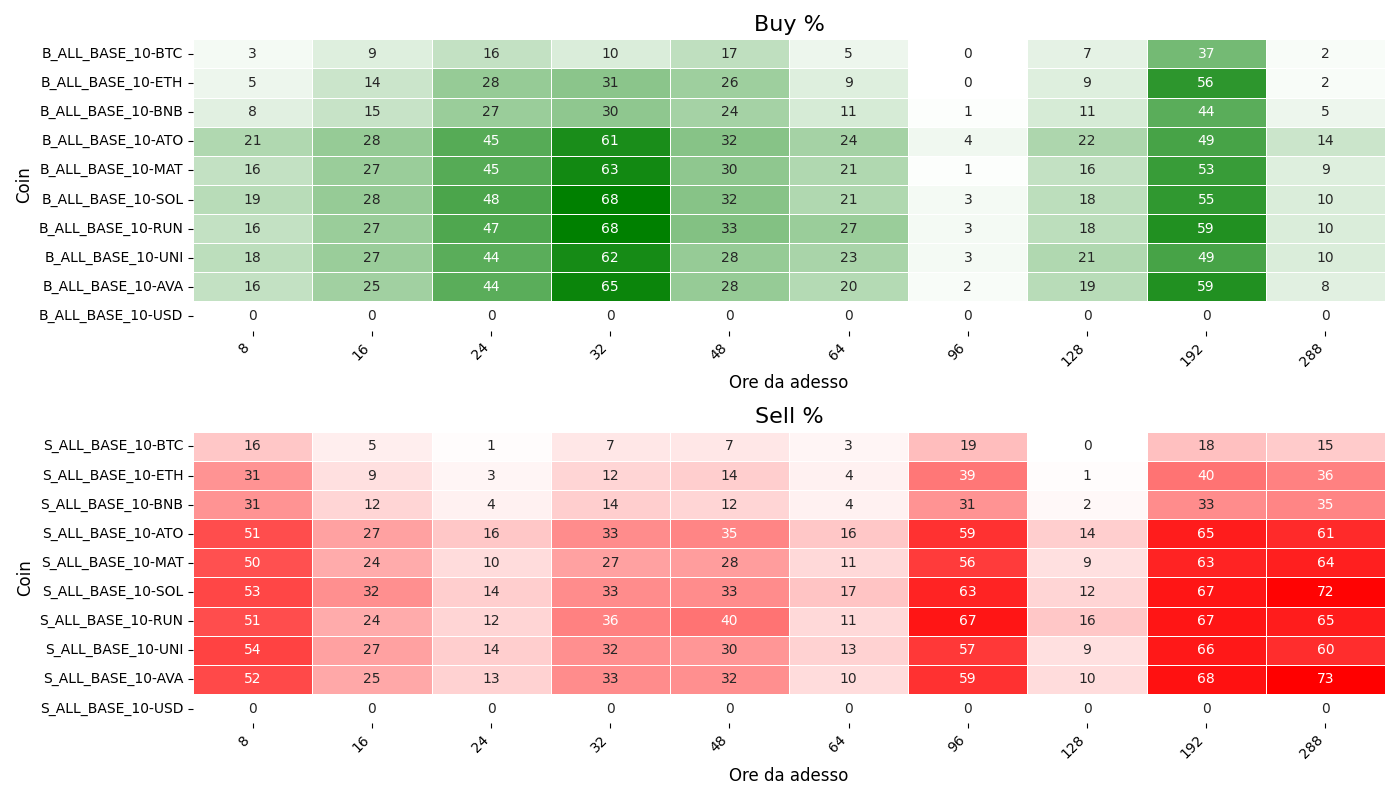 Buy %
Coin
B_ALL_BASE_10-BTC 3 9 16 10 17 5 0 7 37 2
B_ALL_BASE_10-ETH 5 14 28 31 26 9 0 9 56 2
B_ALL_BASE_10-BNB 8 15 27 30 24 11 1 11 44 5
B_ALL_BASE_10-ATO 21 28 45 61 32 24 4 22 49 14
B_ALL_BASE_10-MAT 16 27 45 63 30 21 1 16 53 9
B_ALL_BASE_10-SOL 19 28 48 68 32 21 3 18 55 10
B_ALL_BASE_10-RUN 16 27 47 68 33 27 3 18 59 10
B_ALL_BASE_10-UNI 18 27 44 62 28 23 3 21 49 10
B_ALL_BASE_10-AVA 16 25 44 65 28 20 2 19 59 8
B_ALL_BASE_10-USD 0 0 0 0 0 0 0 0 0 0
8 16 24 32 48 64 96 128 192 288
Ore da adesso
Sell %
Coin
S_ALL_BASE_10-BTC 16 5 1 7 7 3 19 0 18 15
S_ALL_BASE_10-ETH 31 9 3 12 14 4 39 1 40 36
S_ALL_BASE_10-BNB 31 12 4 14 12 4 31 2 33 35
S_ALL_BASE_10-ATO 51 27 16 33 35 16 59 14 65 61
S_ALL_BASE_10-MAT 50 24 10 27 28 11 56 9 63 64
S_ALL_BASE_10-SOL 53 32 14 33 33 17 63 12 67 72
S_ALL_BASE_10-RUN 51 24 12 36 40 11 67 16 67 65
S_ALL_BASE_10-UNI 54 27 14 32 30 13 57 9 66 60
S_ALL_BASE_10-AVA 52 25 13 33 32 10 59 10 68 73
S_ALL_BASE_10-USD 0 0 0 0 0 0 0 0 0 0
8 16 24 32 48 64 96 128 192 288
Ore da adesso